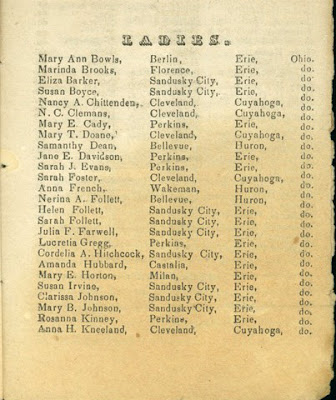 LADIES.
Mary Ann Bowls, Berlin, Erie, Ohio.
Marinda Brooks, Florence, Erie, do.
Eliza Barker, Sandusky City, Erie, do.
Susan Boyce, Sandusky City, Erie, do.
Nancy A. Chittenden, Cleveland, Cuyahoga, do.
N. C. Clemans, Cleveland, Cuyahoga, do.
Mary E. Cady, Perkins, Erie, do.
Mary T. Doane, Cleveland, Cuyahoga, do.
Samanthy Dean, Bellevue, Huron, do.
Jane E. Davidson, Perkins, Erie, do.
Sarah J. Evans, Perkins, Erie, do.
Sarah Foster, Cleveland, Cuyahoga, do.
Anna French, Wakeman, Huron, do.
Nerina A. Follett, Bellevue, Huron, do.
Helen Follett, Sandusky City, Erie, do.
Sarah Follett, Sandusky City, Erie, do.
Julia F. Farwell, Sandusky City, Erie, do.
Lucretia Gregg, Perkins, Erie, do.
Cordelia A. Hitchcock, Sandusky City, Erie, do.
Amanda Hubbard, Castalia, Erie, do.
Mary E. Horton, Milan, Erie, do.
Susan Irvine, Sandusky City, Erie, do.
Clarissa Johnson, Sandusky City, Erie, do.
Mary B. Johnson, Sandusky City, Erie, do.
Rosanna Kinney, Perkins, Erie, do.
Anna H. Kneeland, Cleveland, Cuyahoga, do.